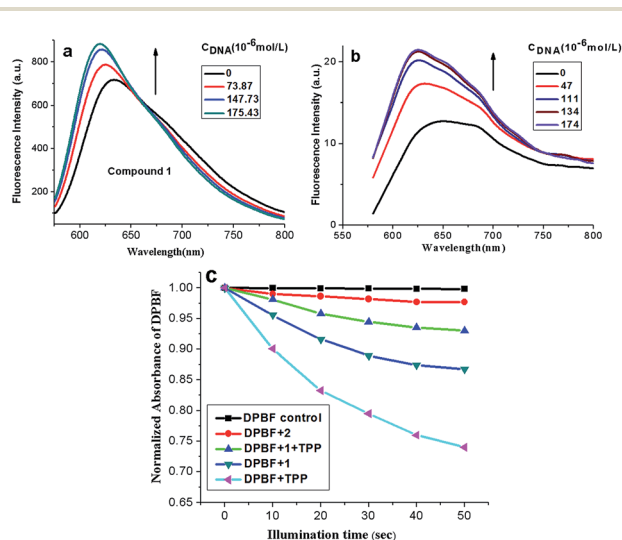 a
C DNA(10⁻⁶mol/L)
0
73.87
147.73
175.43
Compound 1
Fluorescence Intensity (a.u.)
800
600
400
200
600 650 700 750 800
Wavelength(nm)
b
C DNA(10⁻⁶mol/L)
0
47
111
134
174
Fluorescence Intensity (a.u.)
20
10
0
550 600 650 700 750 800
Wavelength(nm)
c
Normalized Absorbance of DPBF
1.00
0.95
0.90
0.85
0.80
0.75
0.70
0.65
DPBF control
DPBF+2
DPBF+1+TPP
DPBF+1
DPBF+TPP
0 10 20 30 40 50
Illumination time (sec)